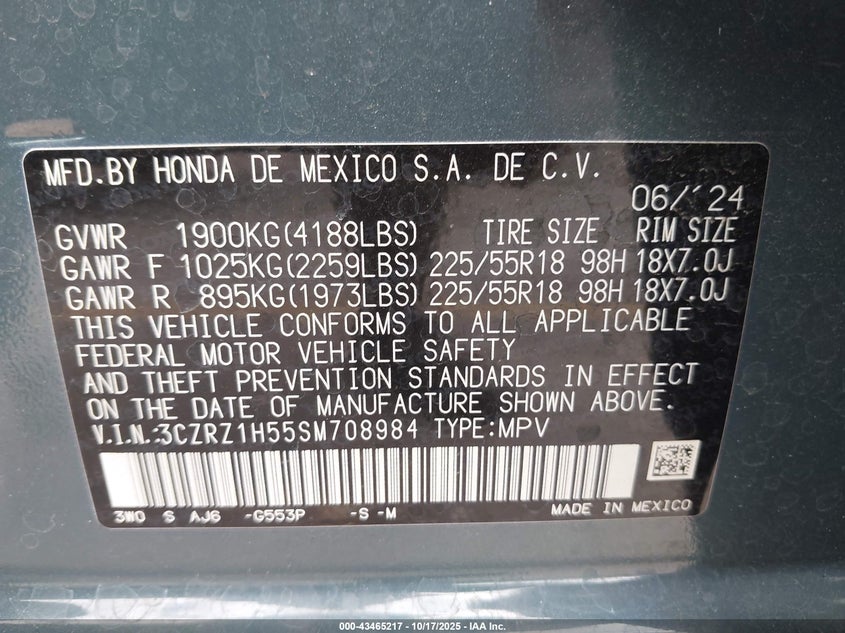 MFD.BY HONDA DE MEXICO S.A. DE C.V.
06/'24
GVWR 1900KG(4188LBS) TIRE SIZE RIM SIZE
GAWR F 1025KG(2259LBS) 225/55R18 98H 18X7.0J
GAWR R 895KG(1973LBS) 225/55R18 98H 18X7.0J
THIS VEHICLE CONFORMS TO ALL APPLICABLE
FEDERAL MOTOR VEHICLE SAFETY
AND THEFT PREVENTION STANDARDS IN EFFECT
ON THE DATE OF MANUFACTURE SHOWN ABOVE.
V.I.N.:3CZRZ1H55SM708984 TYPE:MPV
3W0 S AJ6 -G553P -S -M MADE IN MEXICO
000-43465217 - 10/17/2025 - IAA Inc.